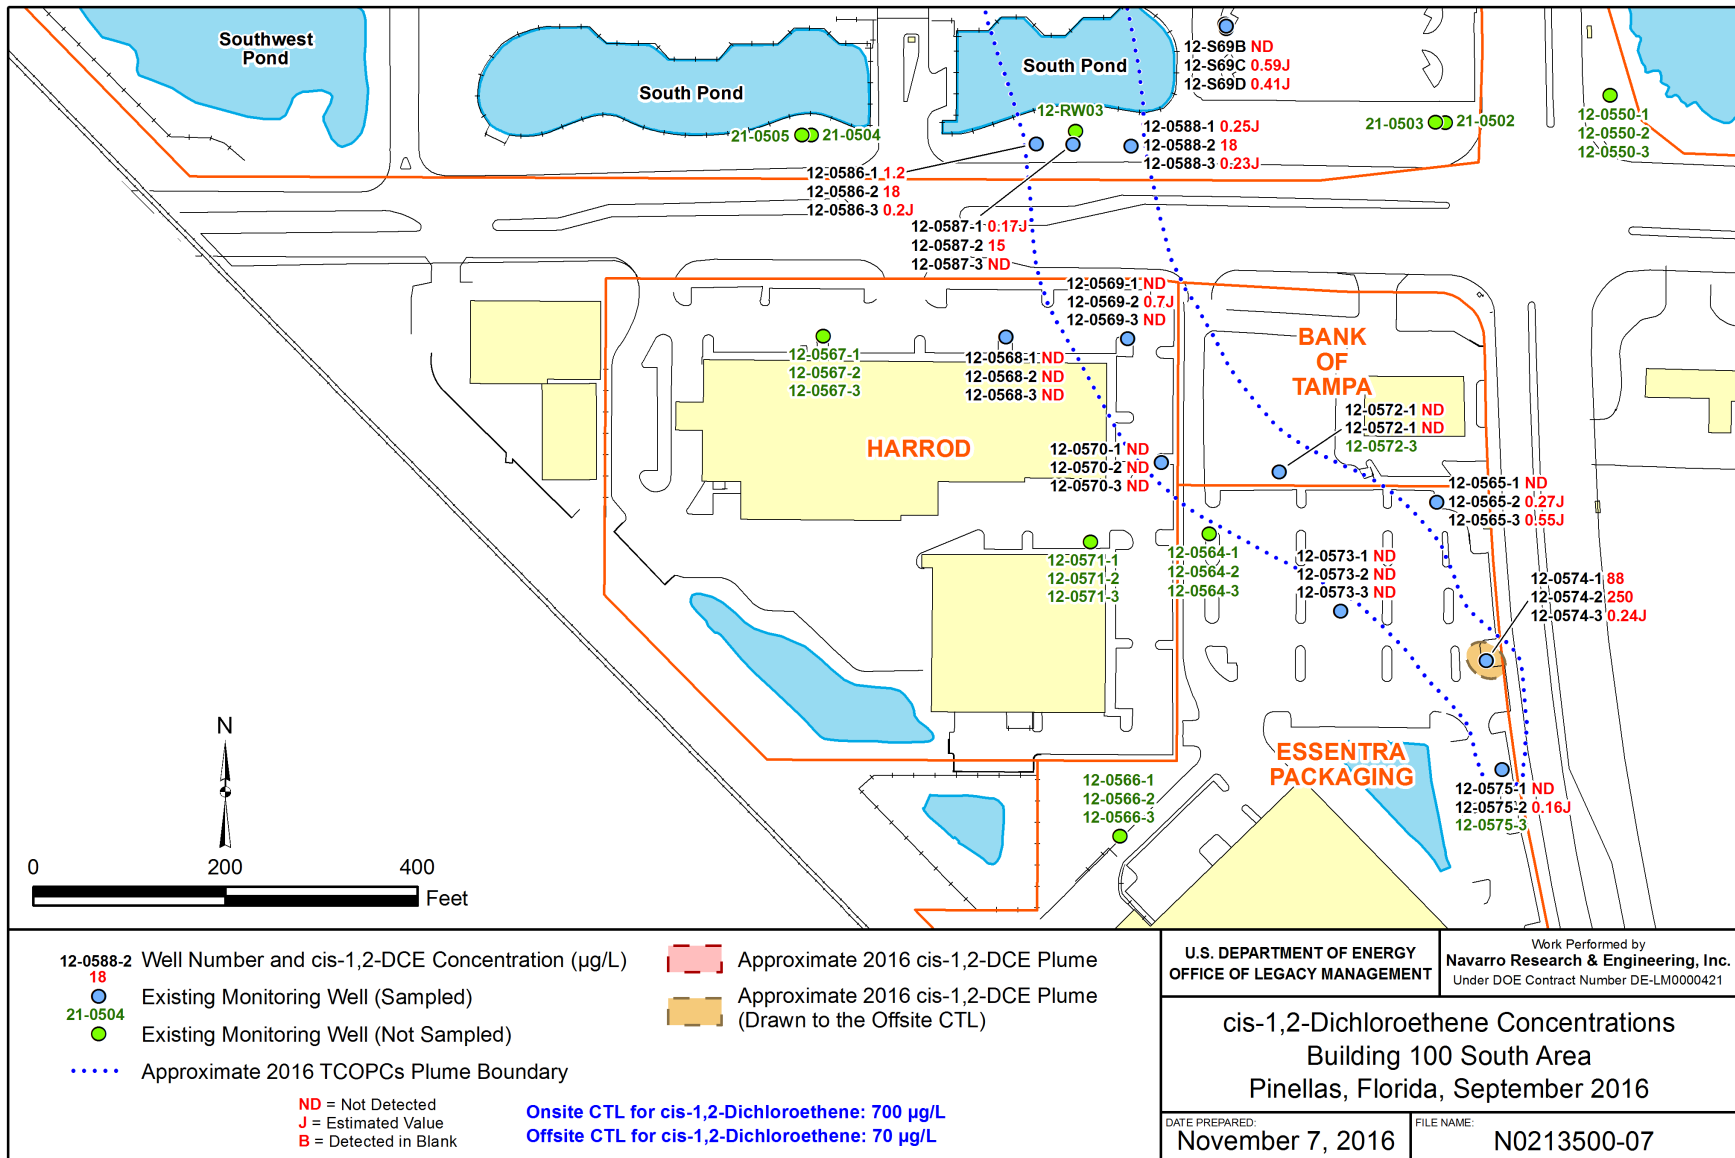 Southwest
Pond
South Pond
South Pond
12-S69B ND
12-S69C 0.59J
12-S69D 0.41J
12-RW03
21-0505
21-0504
12-0588-1 0.25J
12-0588-2 18
12-0588-3 0.23J
21-0503
21-0502
12-0550-1
12-0550-2
12-0550-3
12-0586-1 1.2
12-0586-2 18
12-0586-3 0.2J
12-0587-1 0.17J
12-0587-2 15
12-0587-3 ND
12-0569-1 ND
12-0569-2 0.7J
12-0569-3 ND
12-0567-1
12-0567-2
12-0567-3
12-0568-1 ND
12-0568-2 ND
12-0568-3 ND
BANK
OF
TAMPA
12-0572-1 ND
12-0572-1 ND
12-0572-3
HARROD
12-0570-1 ND
12-0570-2 ND
12-0570-3 ND
12-0565-1 ND
12-0565-2 0.27J
12-0565-3 0.55J
12-0571-1
12-0571-2
12-0571-3
12-0564-1
12-0564-2
12-0564-3
12-0573-1 ND
12-0573-2 ND
12-0573-3 ND
12-0574-1 88
12-0574-2 250
12-0574-3 0.24J
ESSENTRA
PACKAGING
12-0575-1 ND
12-0575-2 0.16J
12-0575-3
12-0566-1
12-0566-2
12-0566-3
N
0 200 400
Feet
12-0588-2
18
Well Number and cis-1,2-DCE Concentration (µg/L)
Existing Monitoring Well (Sampled)
21-0504
Existing Monitoring Well (Not Sampled)
Approximate 2016 TCOPCs Plume Boundary
ND = Not Detected
J = Estimated Value
B = Detected in Blank
Approximate 2016 cis-1,2-DCE Plume
Approximate 2016 cis-1,2-DCE Plume
(Drawn to the Offsite CTL)
Onsite CTL for cis-1,2-Dichloroethene: 700 µg/L
Offsite CTL for cis-1,2-Dichloroethene: 70 µg/L
U.S. DEPARTMENT OF ENERGY
OFFICE OF LEGACY MANAGEMENT
Work Performed by
Navarro Research & Engineering, Inc.
Under DOE Contract Number DE-LM0000421
cis-1,2-Dichloroethene Concentrations
Building 100 South Area
Pinellas, Florida, September 2016
DATE PREPARED:
November 7, 2016
FILE NAME:
N0213500-07